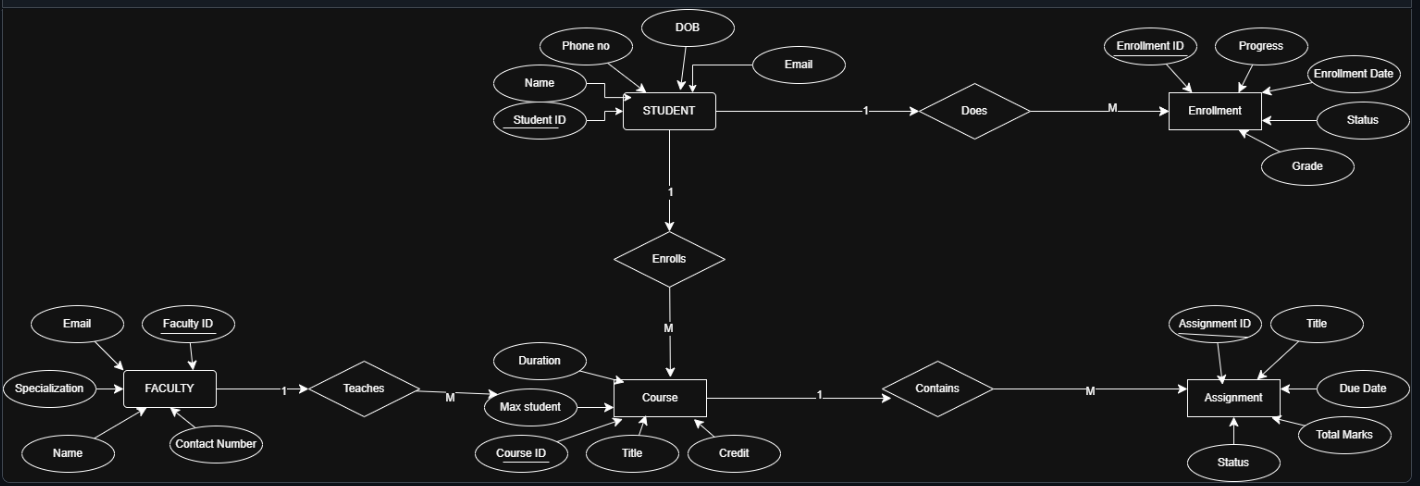 DOB
Phone no
Enrollment ID
Progress
Email
Enrollment Date
Name
STUDENT
1
Does
M
Enrollment
Student ID
Status
Grade
1
Enrolls
M
Email
Faculty ID
Assignment ID
Title
Duration
Specialization
FACULTY
1
Teaches
M
Max student
Course
1
Contains
M
Assignment
Due Date
Name
Contact Number
Course ID
Title
Credit
Total Marks
Status